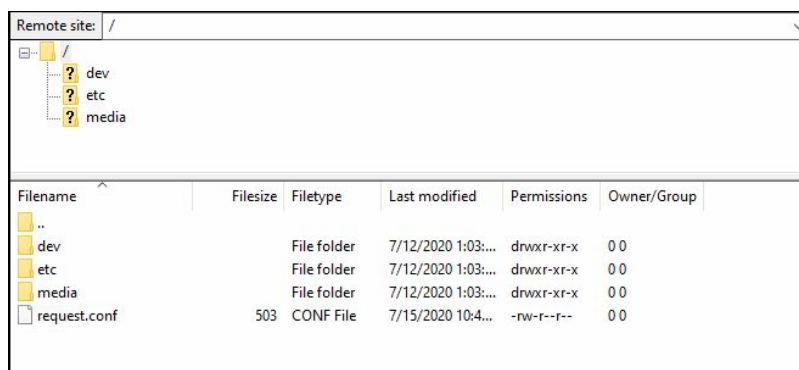 Remote site: /
/
? dev
? etc
? media
Filename Filesize Filetype Last modified Permissions Owner/Group
..
dev File folder 7/12/2020 1:03:... drwxr-xr-x 0 0
etc File folder 7/12/2020 1:03:... drwxr-xr-x 0 0
media File folder 7/12/2020 1:03:... drwxr-xr-x 0 0
request.conf 503 CONF File 7/15/2020 10:4... -rw-r--r-- 0 0